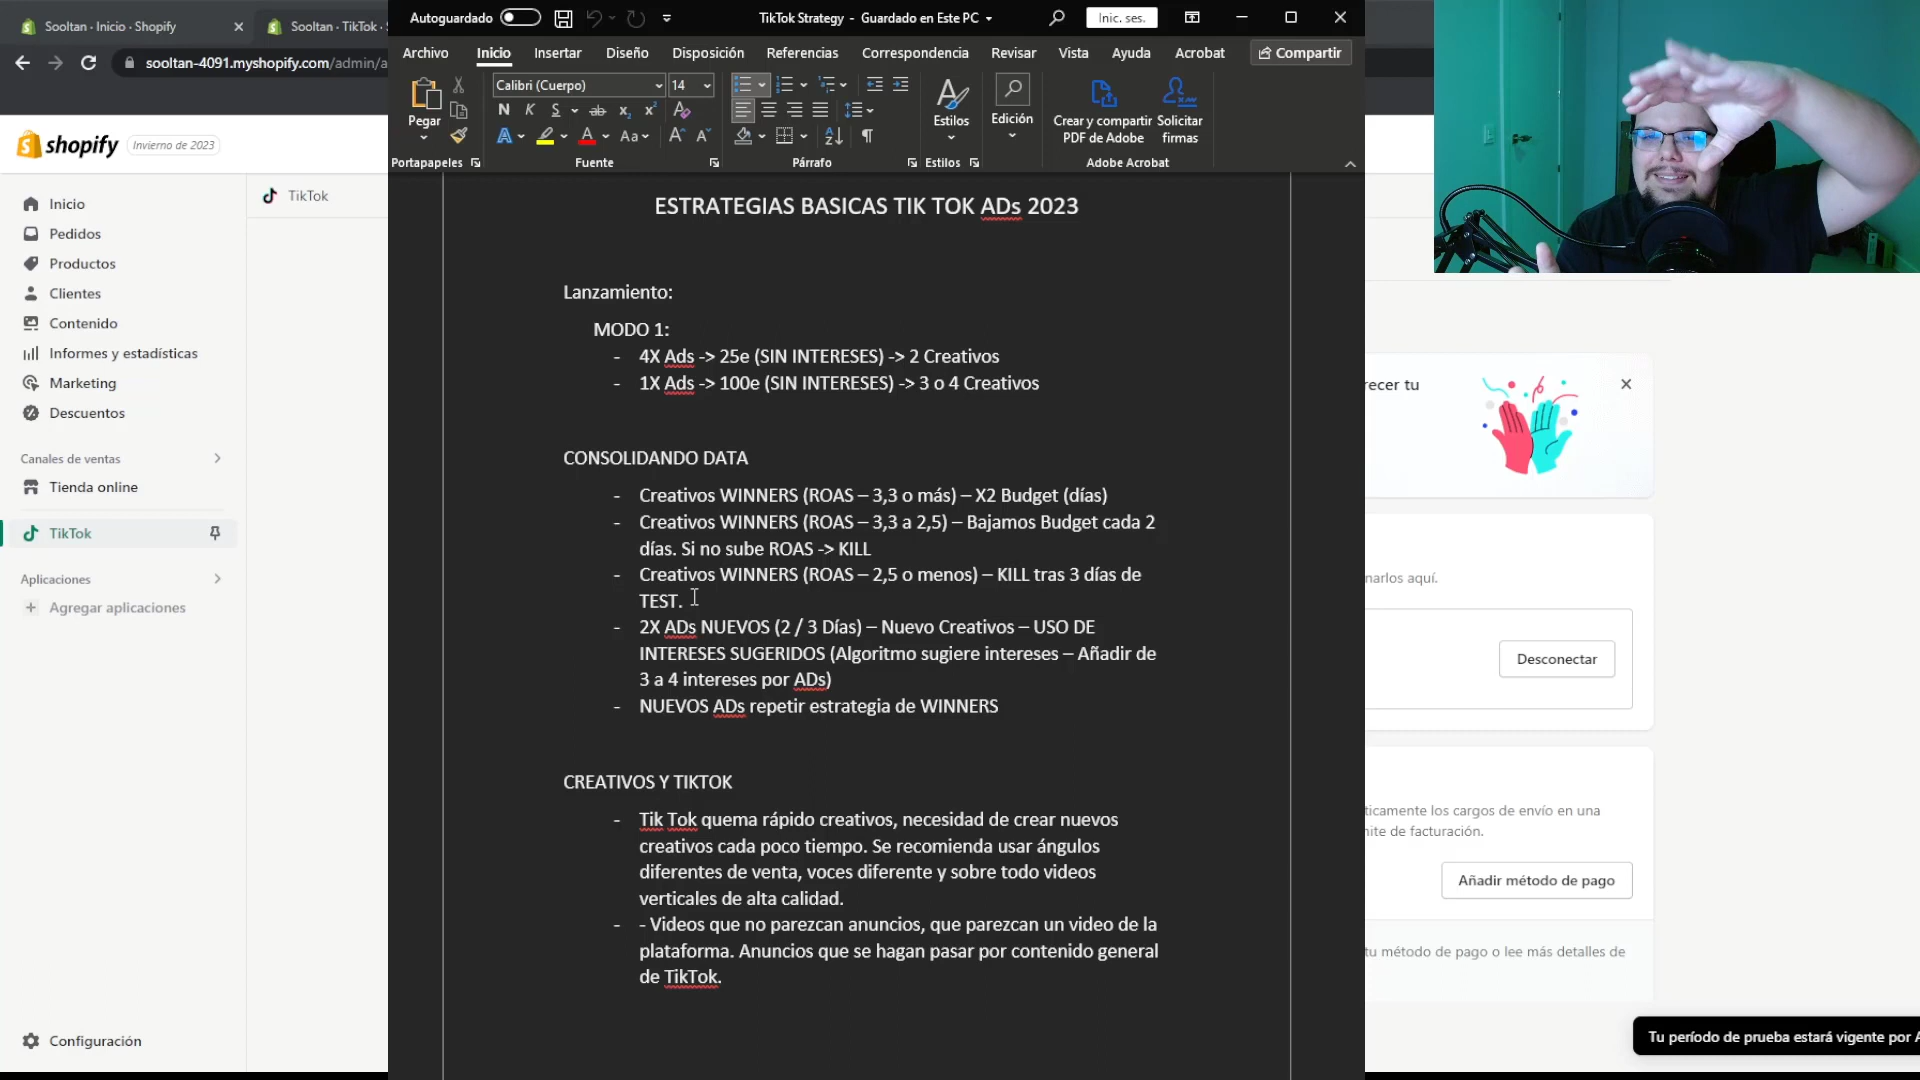 Sooltan · Inicio · Shopify
Sooltan · TikTok · S
sooltan-4091.myshopify.com/admin/a
Autoguardado
TikTok Strategy - Guardado en Este PC
Inic. ses.
Archivo
Inicio
Insertar
Diseño
Disposición
Referencias
Correspondencia
Revisar
Vista
Ayuda
Acrobat
Compartir
Pegar
Portapapeles
Calibri (Cuerpo)
14
N K S ab x₂ x²
A A Aa A A
Fuente
Párrafo
Estilos
Estilos
Edición
Crear y compartir
PDF de Adobe
Solicitar
firmas
Adobe Acrobat
shopify
Invierno de 2023
Inicio
Pedidos
Productos
Clientes
Contenido
Informes y estadísticas
Marketing
Descuentos
Canales de ventas
Tienda online
TikTok
Aplicaciones
Agregar aplicaciones
Configuración
TikTok
ESTRATEGIAS BASICAS TIK TOK ADs 2023
Lanzamiento:
MODO 1:
- 4X Ads -> 25e (SIN INTERESES) -> 2 Creativos
- 1X Ads -> 100e (SIN INTERESES) -> 3 o 4 Creativos
CONSOLIDANDO DATA
- Creativos WINNERS (ROAS – 3,3 o más) – X2 Budget (días)
- Creativos WINNERS (ROAS – 3,3 a 2,5) – Bajamos Budget cada 2
días. Si no sube ROAS -> KILL
- Creativos WINNERS (ROAS – 2,5 o menos) – KILL tras 3 días de
TEST.
- 2X ADs NUEVOS (2 / 3 Días) – Nuevo Creativos – USO DE
INTERESES SUGERIDOS (Algoritmo sugiere intereses – Añadir de
3 a 4 intereses por ADs)
- NUEVOS ADs repetir estrategia de WINNERS
CREATIVOS Y TIKTOK
- Tik Tok quema rápido creativos, necesidad de crear nuevos
creativos cada poco tiempo. Se recomienda usar ángulos
diferentes de venta, voces diferente y sobre todo videos
verticales de alta calidad.
- - Videos que no parezcan anuncios, que parezcan un video de la
plataforma. Anuncios que se hagan pasar por contenido general
de TikTok.
recer tu
narlos aquí.
Desconectar
ticamente los cargos de envío en una
nite de facturación.
Añadir método de pago
tu método de pago o lee más detalles de
Tu período de prueba estará vigente por A